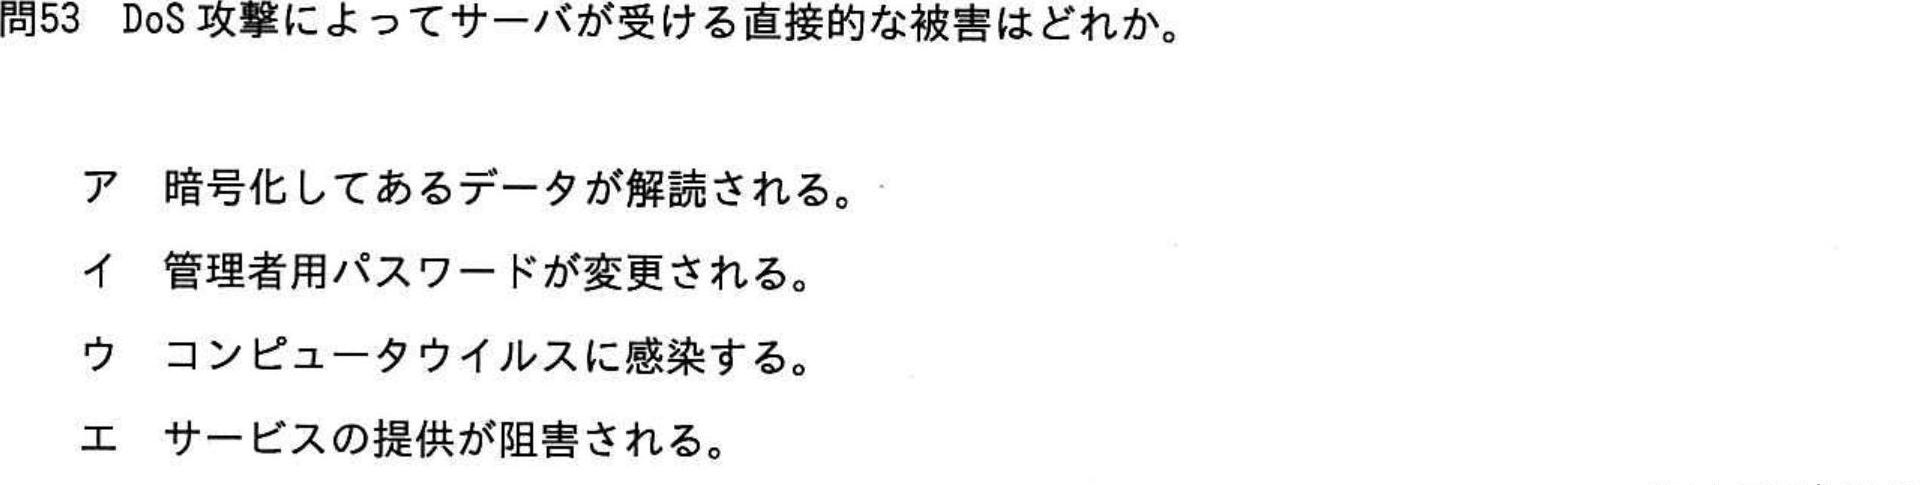 問53　DoS攻撃によってサーバが受ける直接的な被害はどれか。
ア　暗号化してあるデータが解読される。
イ　管理者用パスワードが変更される。
ウ　コンピュータウイルスに感染する。
エ　サービスの提供が阻害される。